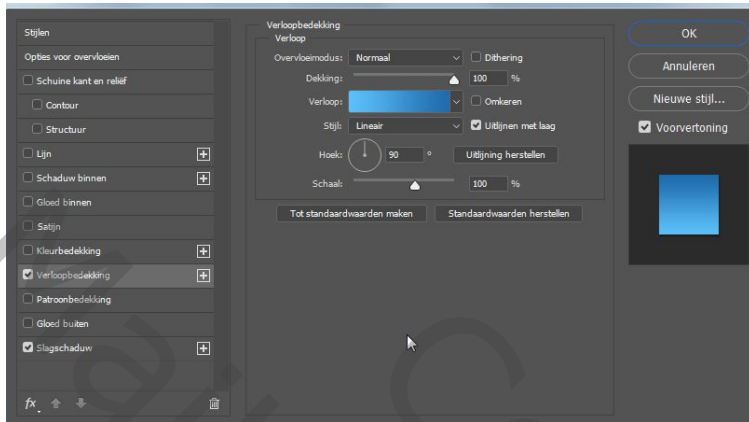 Stijlen
Opties voor overvloeien
Schuine kant en reliëf
Contour
Structuur
Lijn
Schaduw binnen
Gloed binnen
Satijn
Kleurbedekking
Verloopbedekking
Patroonbedekking
Gloed buiten
Slagschaduw
fx
Verloopbedekking
Verloop
Overvloeimodus: Normaal Dithering
Dekking: 100 %
Verloop: Omkeren
Stijl: Lineair Uitlijnen met laag
Hoek: 90 ° Uitlijning herstellen
Schaal: 100 %
Tot standaardwaarden maken Standaardwaarden herstellen
OK
Annuleren
Nieuwe stijl...
Voorvertoning